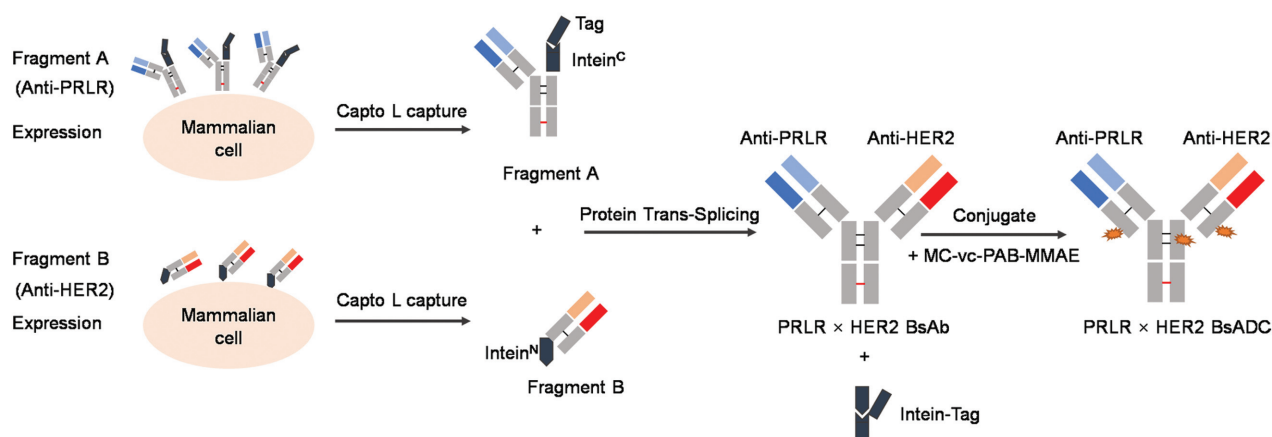 Fragment A
(Anti-PRLR)
Expression
Mammalian
cell
Capto L capture
Tag
Inteinᶜ
Fragment A
+
Fragment B
(Anti-HER2)
Expression
Mammalian
cell
Capto L capture
Inteinᴺ
Fragment B
Protein Trans-Splicing
Anti-PRLR
Anti-HER2
PRLR × HER2 BsAb
+
Intein-Tag
Conjugate
+ MC-vc-PAB-MMAE
Anti-PRLR
Anti-HER2
PRLR × HER2 BsADC